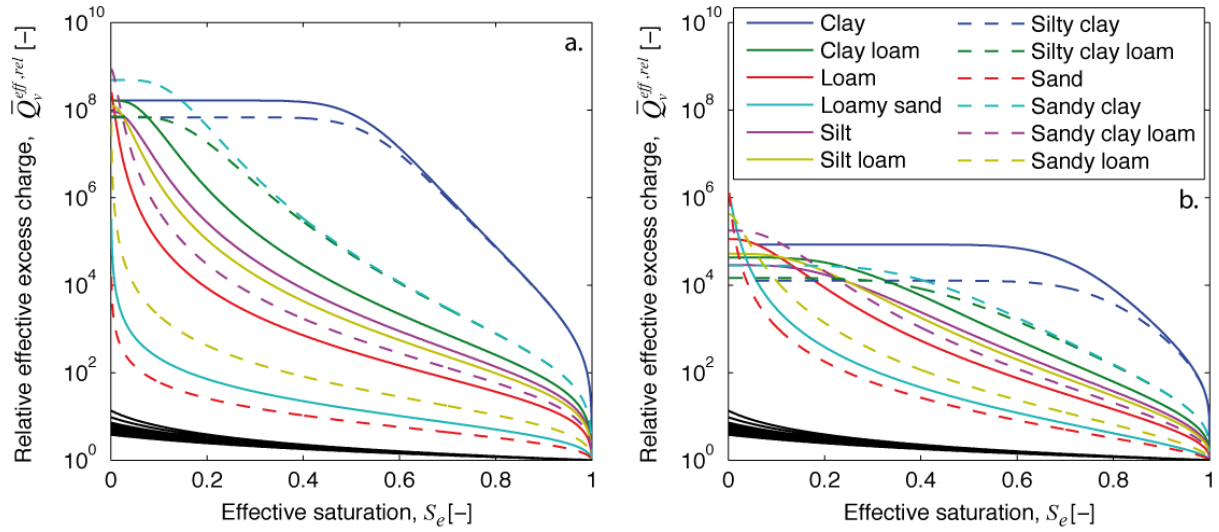 a.
Relative effective excess charge, Q̄_v^{eff,rel} [-]
10^10
10^8
10^6
10^4
10^2
10^0
0 0.2 0.4 0.6 0.8 1
Effective saturation, S_e [-]
b.
Relative effective excess charge, Q̄_v^{eff,rel} [-]
10^10
10^8
10^6
10^4
10^2
10^0
Clay
Clay loam
Loam
Loamy sand
Silt
Silt loam
Silty clay
Silty clay loam
Sand
Sandy clay
Sandy clay loam
Sandy loam
0 0.2 0.4 0.6 0.8 1
Effective saturation, S_e [-]